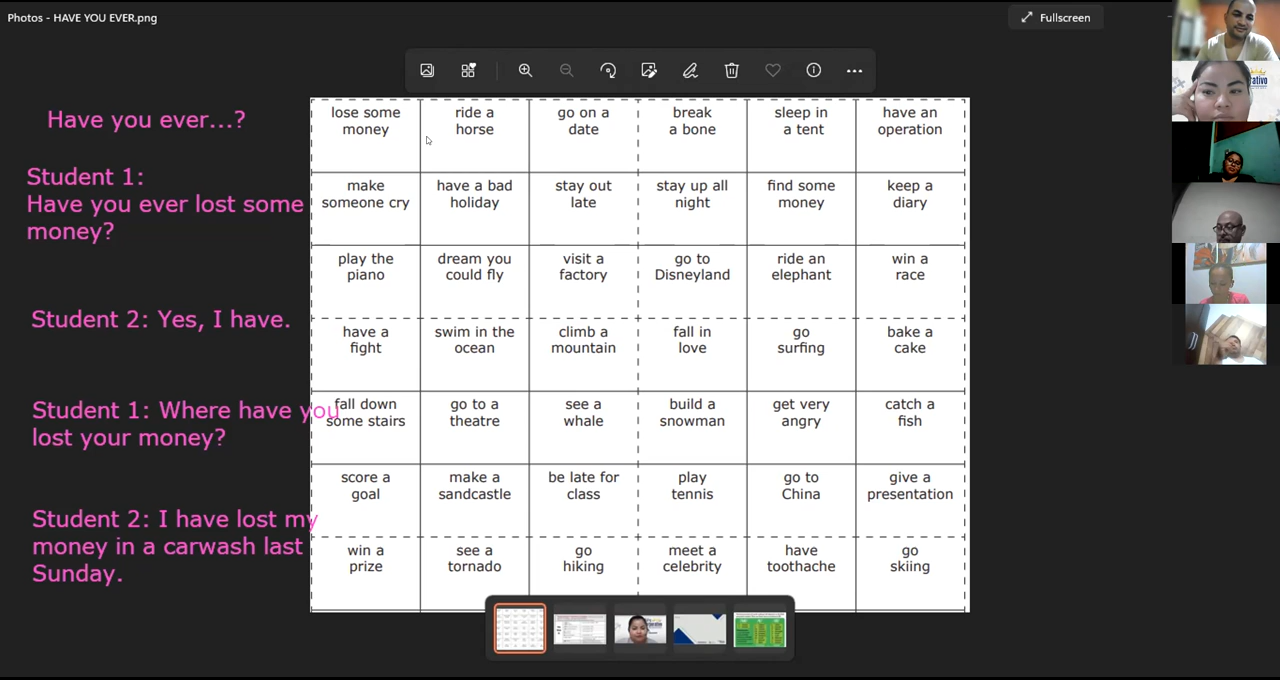 Photos - HAVE YOU EVER.png
Fullscreen
Have you ever...?
Student 1:
Have you ever lost some
money?
Student 2: Yes, I have.
Student 1: Where have you
lost your money?
Student 2: I have lost my
money in a carwash last
Sunday.
lose some
money
ride a
horse
go on a
date
break
a bone
sleep in
a tent
have an
operation
make
someone cry
have a bad
holiday
stay out
late
stay up all
night
find some
money
keep a
diary
play the
piano
dream you
could fly
visit a
factory
go to
Disneyland
ride an
elephant
win a
race
have a
fight
swim in the
ocean
climb a
mountain
fall in
love
go
surfing
bake a
cake
fall down
some stairs
go to a
theatre
see a
whale
build a
snowman
get very
angry
catch a
fish
score a
goal
make a
sandcastle
be late for
class
play
tennis
go to
China
give a
presentation
win a
prize
see a
tornado
go
hiking
meet a
celebrity
have
toothache
go
skiing